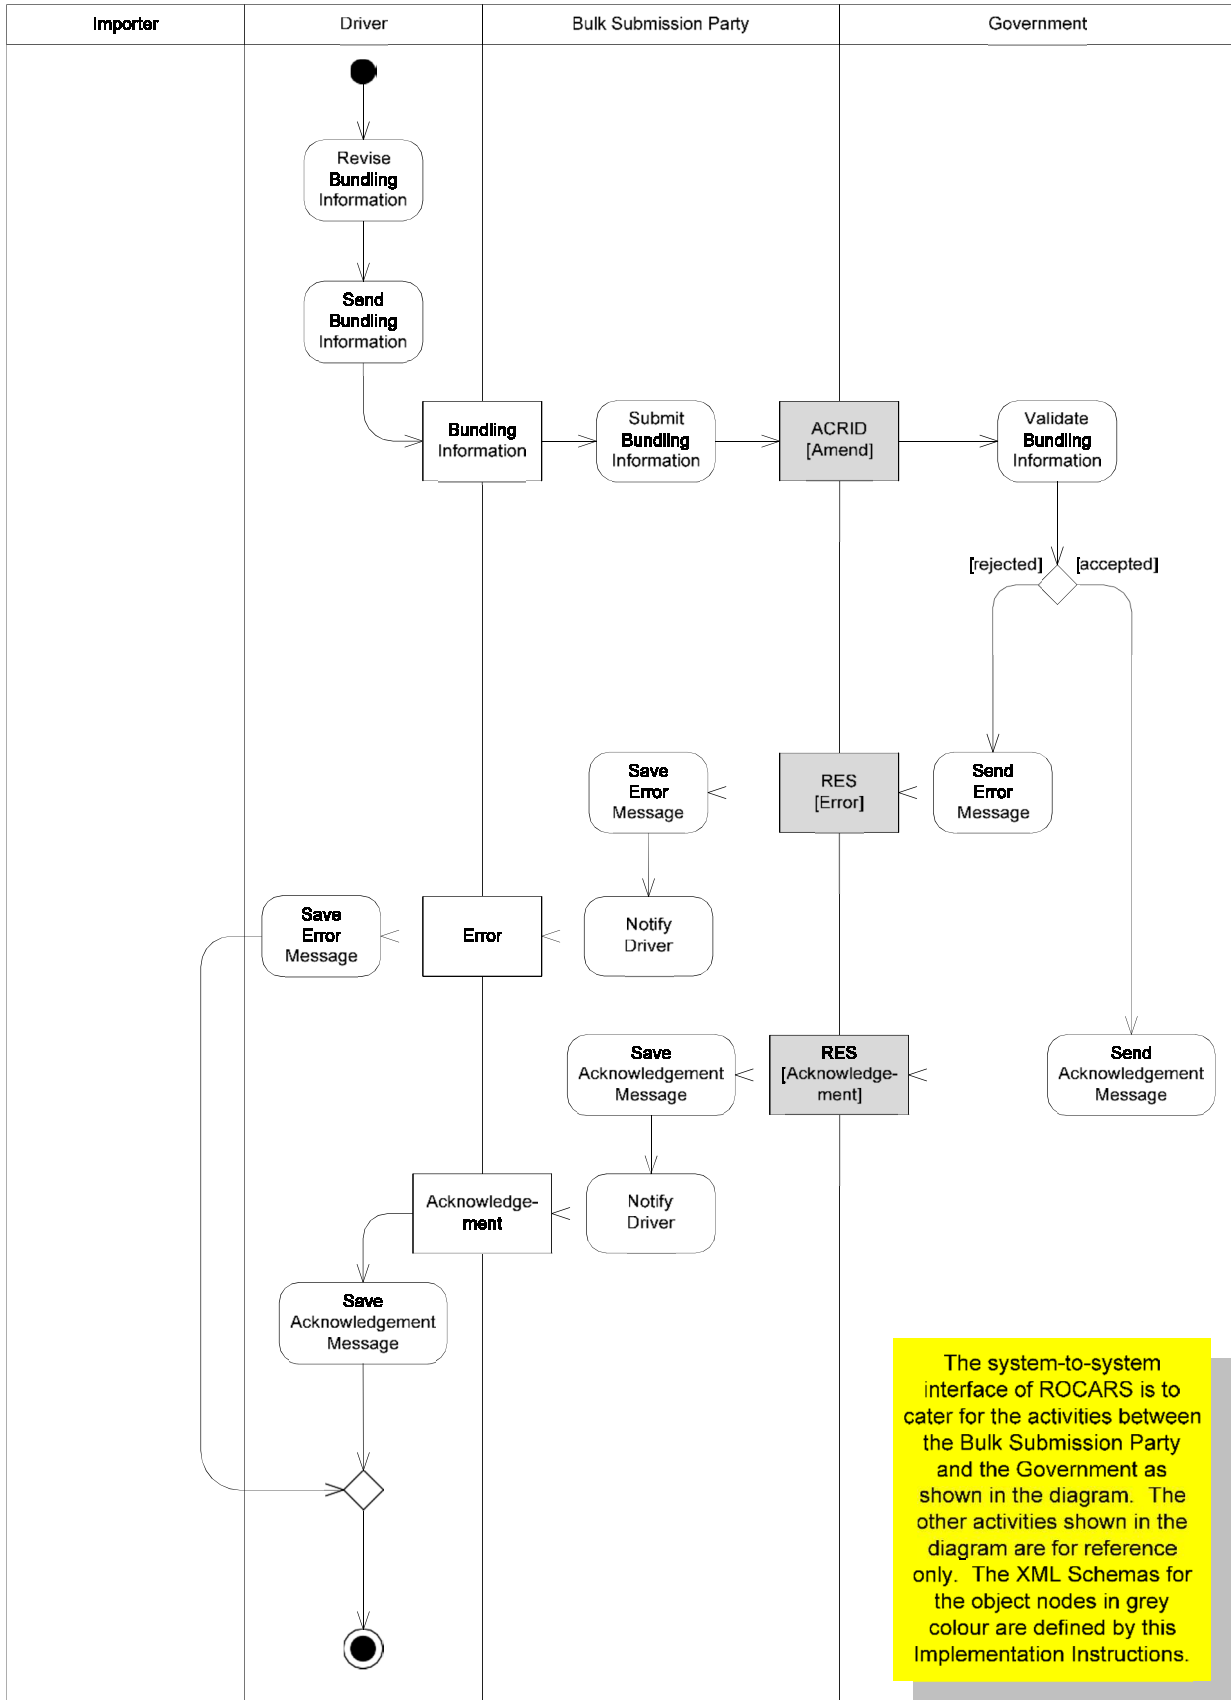 Importer
Driver
Bulk Submission Party
Government
Revise
Bundling
Information
Send
Bundling
Information
Bundling
Information
Submit
Bundling
Information
ACRID
[Amend]
Validate
Bundling
Information
[rejected]
[accepted]
Save
Error
Message
RES
[Error]
Send
Error
Message
Save
Error
Message
Error
Notify
Driver
Save
Acknowledgement
Message
RES
[Acknowledge-
ment]
Send
Acknowledgement
Message
Acknowledge-
ment
Notify
Driver
Save
Acknowledgement
Message
The system-to-system
interface of ROCARS is to
cater for the activities between
the Bulk Submission Party
and the Government as
shown in the diagram.  The
other activities shown in the
diagram are for reference
only.  The XML Schemas for
the object nodes in grey
colour are defined by this
Implementation Instructions.